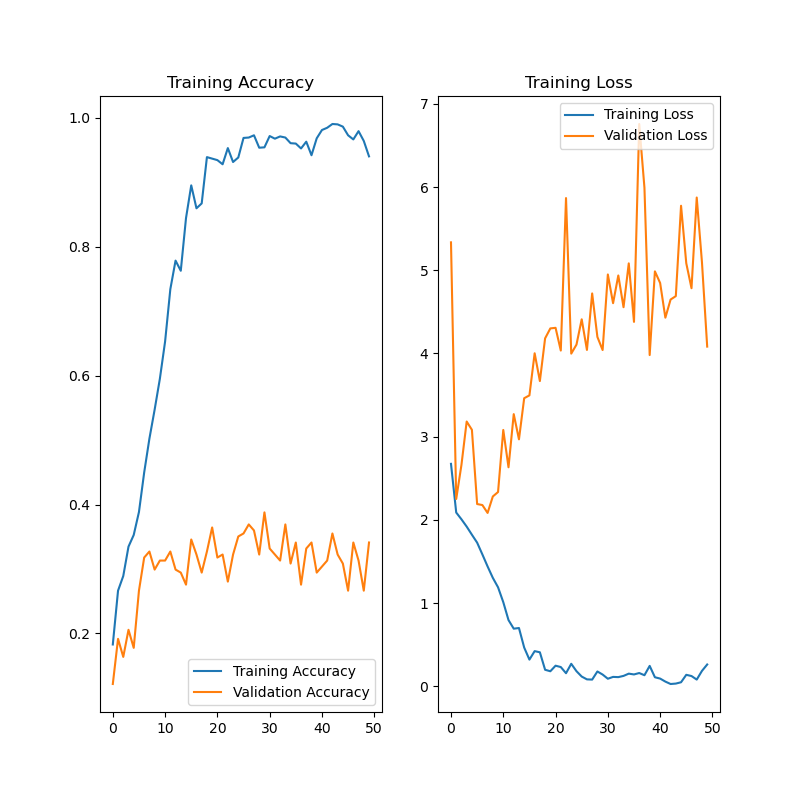 Training Accuracy
1.0
0.8
0.6
0.4
0.2
0 10 20 30 40 50
Training Accuracy
Validation Accuracy
Training Loss
7
6
5
4
3
2
1
0
0 10 20 30 40 50
Training Loss
Validation Loss